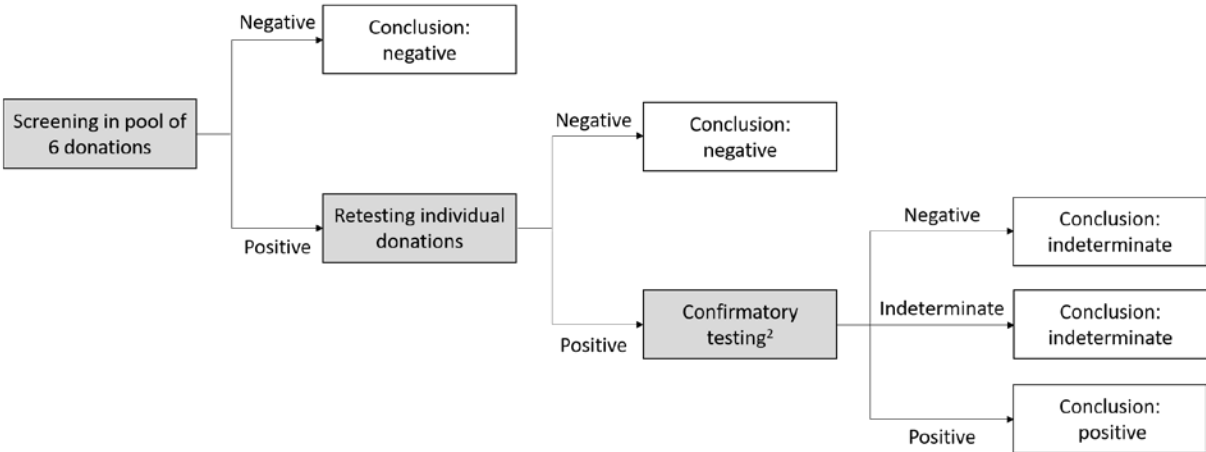 Negative
Conclusion:
negative
Screening in pool of
6 donations
Positive
Retesting individual
donations
Negative
Conclusion:
negative
Positive
Confirmatory
testing²
Negative
Conclusion:
indeterminate
Indeterminate
Conclusion:
indeterminate
Positive
Conclusion:
positive